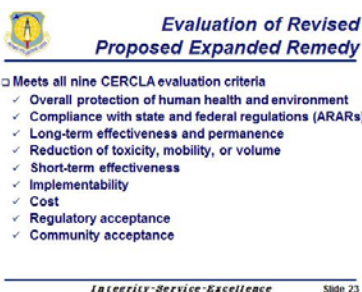 Evaluation of Revised
Proposed Expanded Remedy
❑ Meets all nine CERCLA evaluation criteria
✓ Overall protection of human health and environment
✓ Compliance with state and federal regulations (ARARs)
✓ Long-term effectiveness and permanence
✓ Reduction of toxicity, mobility, or volume
✓ Short-term effectiveness
✓ Implementability
✓ Cost
✓ Regulatory acceptance
✓ Community acceptance
Integrity-Service-Excellence
Slide 23